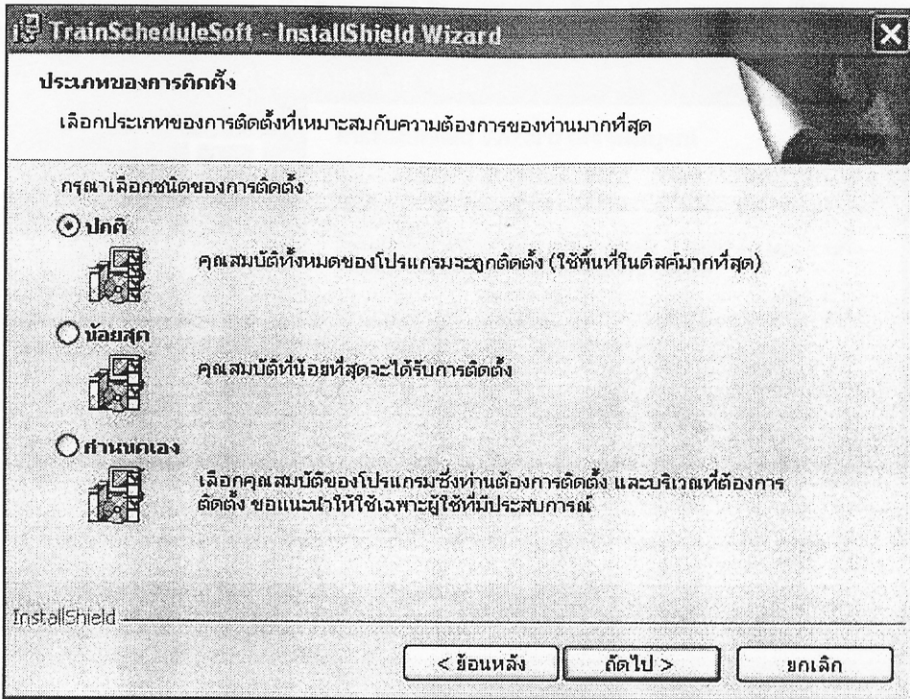 TrainScheduleSoft - InstallShield Wizard
ประเภทของการติดตั้ง
เลือกประเภทของการติดตั้งที่เหมาะสมกับความต้องการของท่านมากที่สุด
กรุณาเลือกชนิดของการติดตั้ง
ปกติ
คุณสมบัติทั้งหมดของโปรแกรมจะถูกติดตั้ง (ใช้พื้นที่ในดิสค์มากที่สุด)
น้อยสุด
คุณสมบัติที่น้อยที่สุดจะได้รับการติดตั้ง
กำหนดเอง
เลือกคุณสมบัติของโปรแกรมซึ่งท่านต้องการติดตั้ง และบริเวณที่ต้องการ
ติดตั้ง ขอแนะนำให้ใช้เฉพาะผู้ใช้ที่มีประสบการณ์
InstallShield
< ย้อนหลัง ถัดไป > ยกเลิก